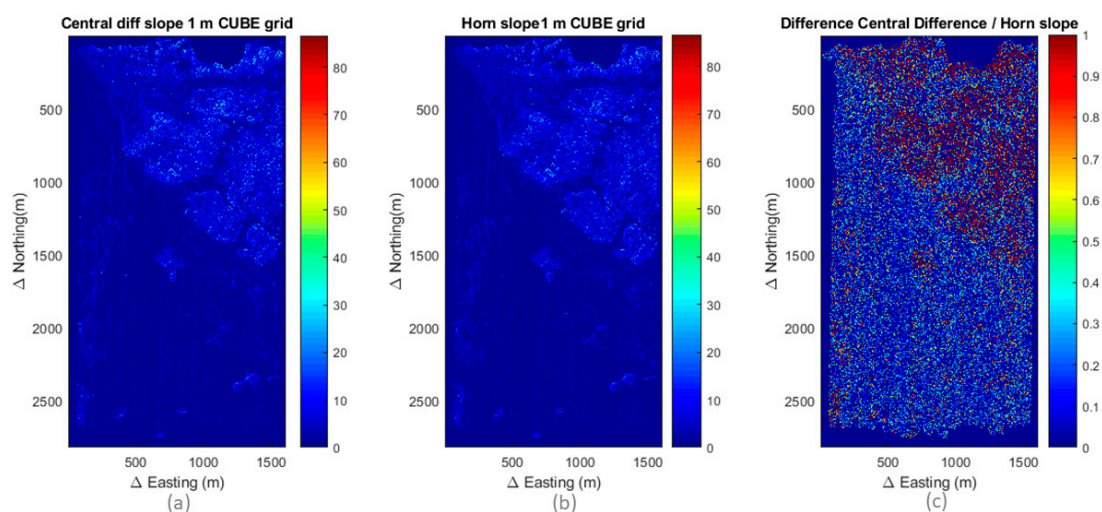 Central diff slope 1 m CUBE grid
Horn slope1 m CUBE grid
Difference Central Difference / Horn slope
500
1000
1500
2000
2500
Δ Northing(m)
500 1000 1500
Δ Easting (m)
(a)
80
70
60
50
40
30
20
10
0
500
1000
1500
2000
2500
Δ Northing(m)
500 1000 1500
Δ Easting (m)
(b)
80
70
60
50
40
30
20
10
0
500
1000
1500
2000
2500
Δ Northing(m)
500 1000 1500
Δ Easting (m)
(c)
1
0.9
0.8
0.7
0.6
0.5
0.4
0.3
0.2
0.1
0